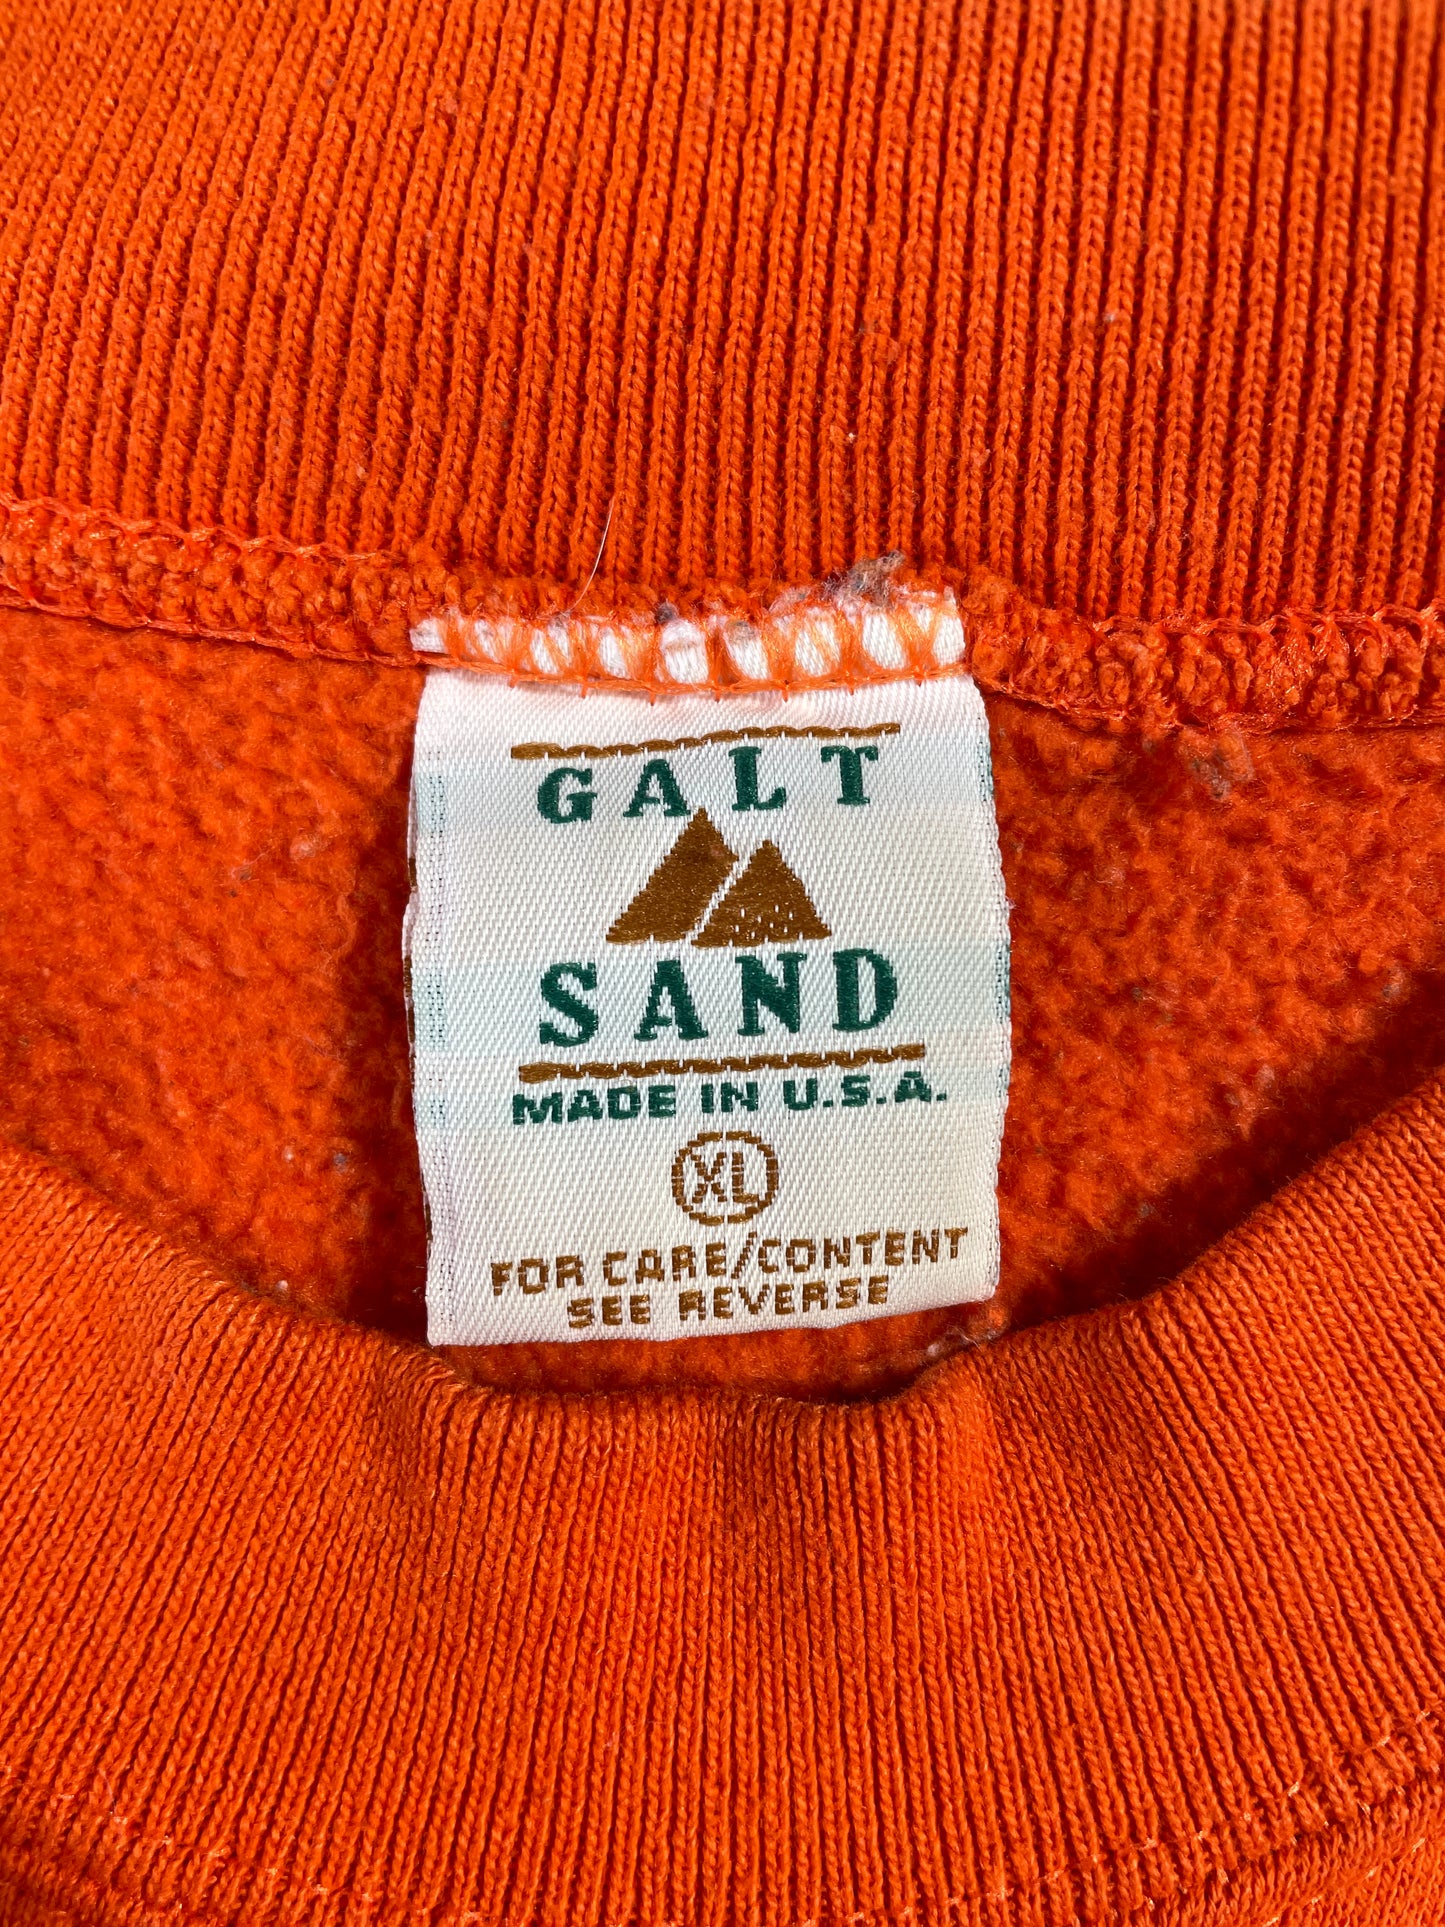 GALT
SAND
MADE IN U.S.A.
XL
FOR CARE/CONTENT
SEE REVERSE